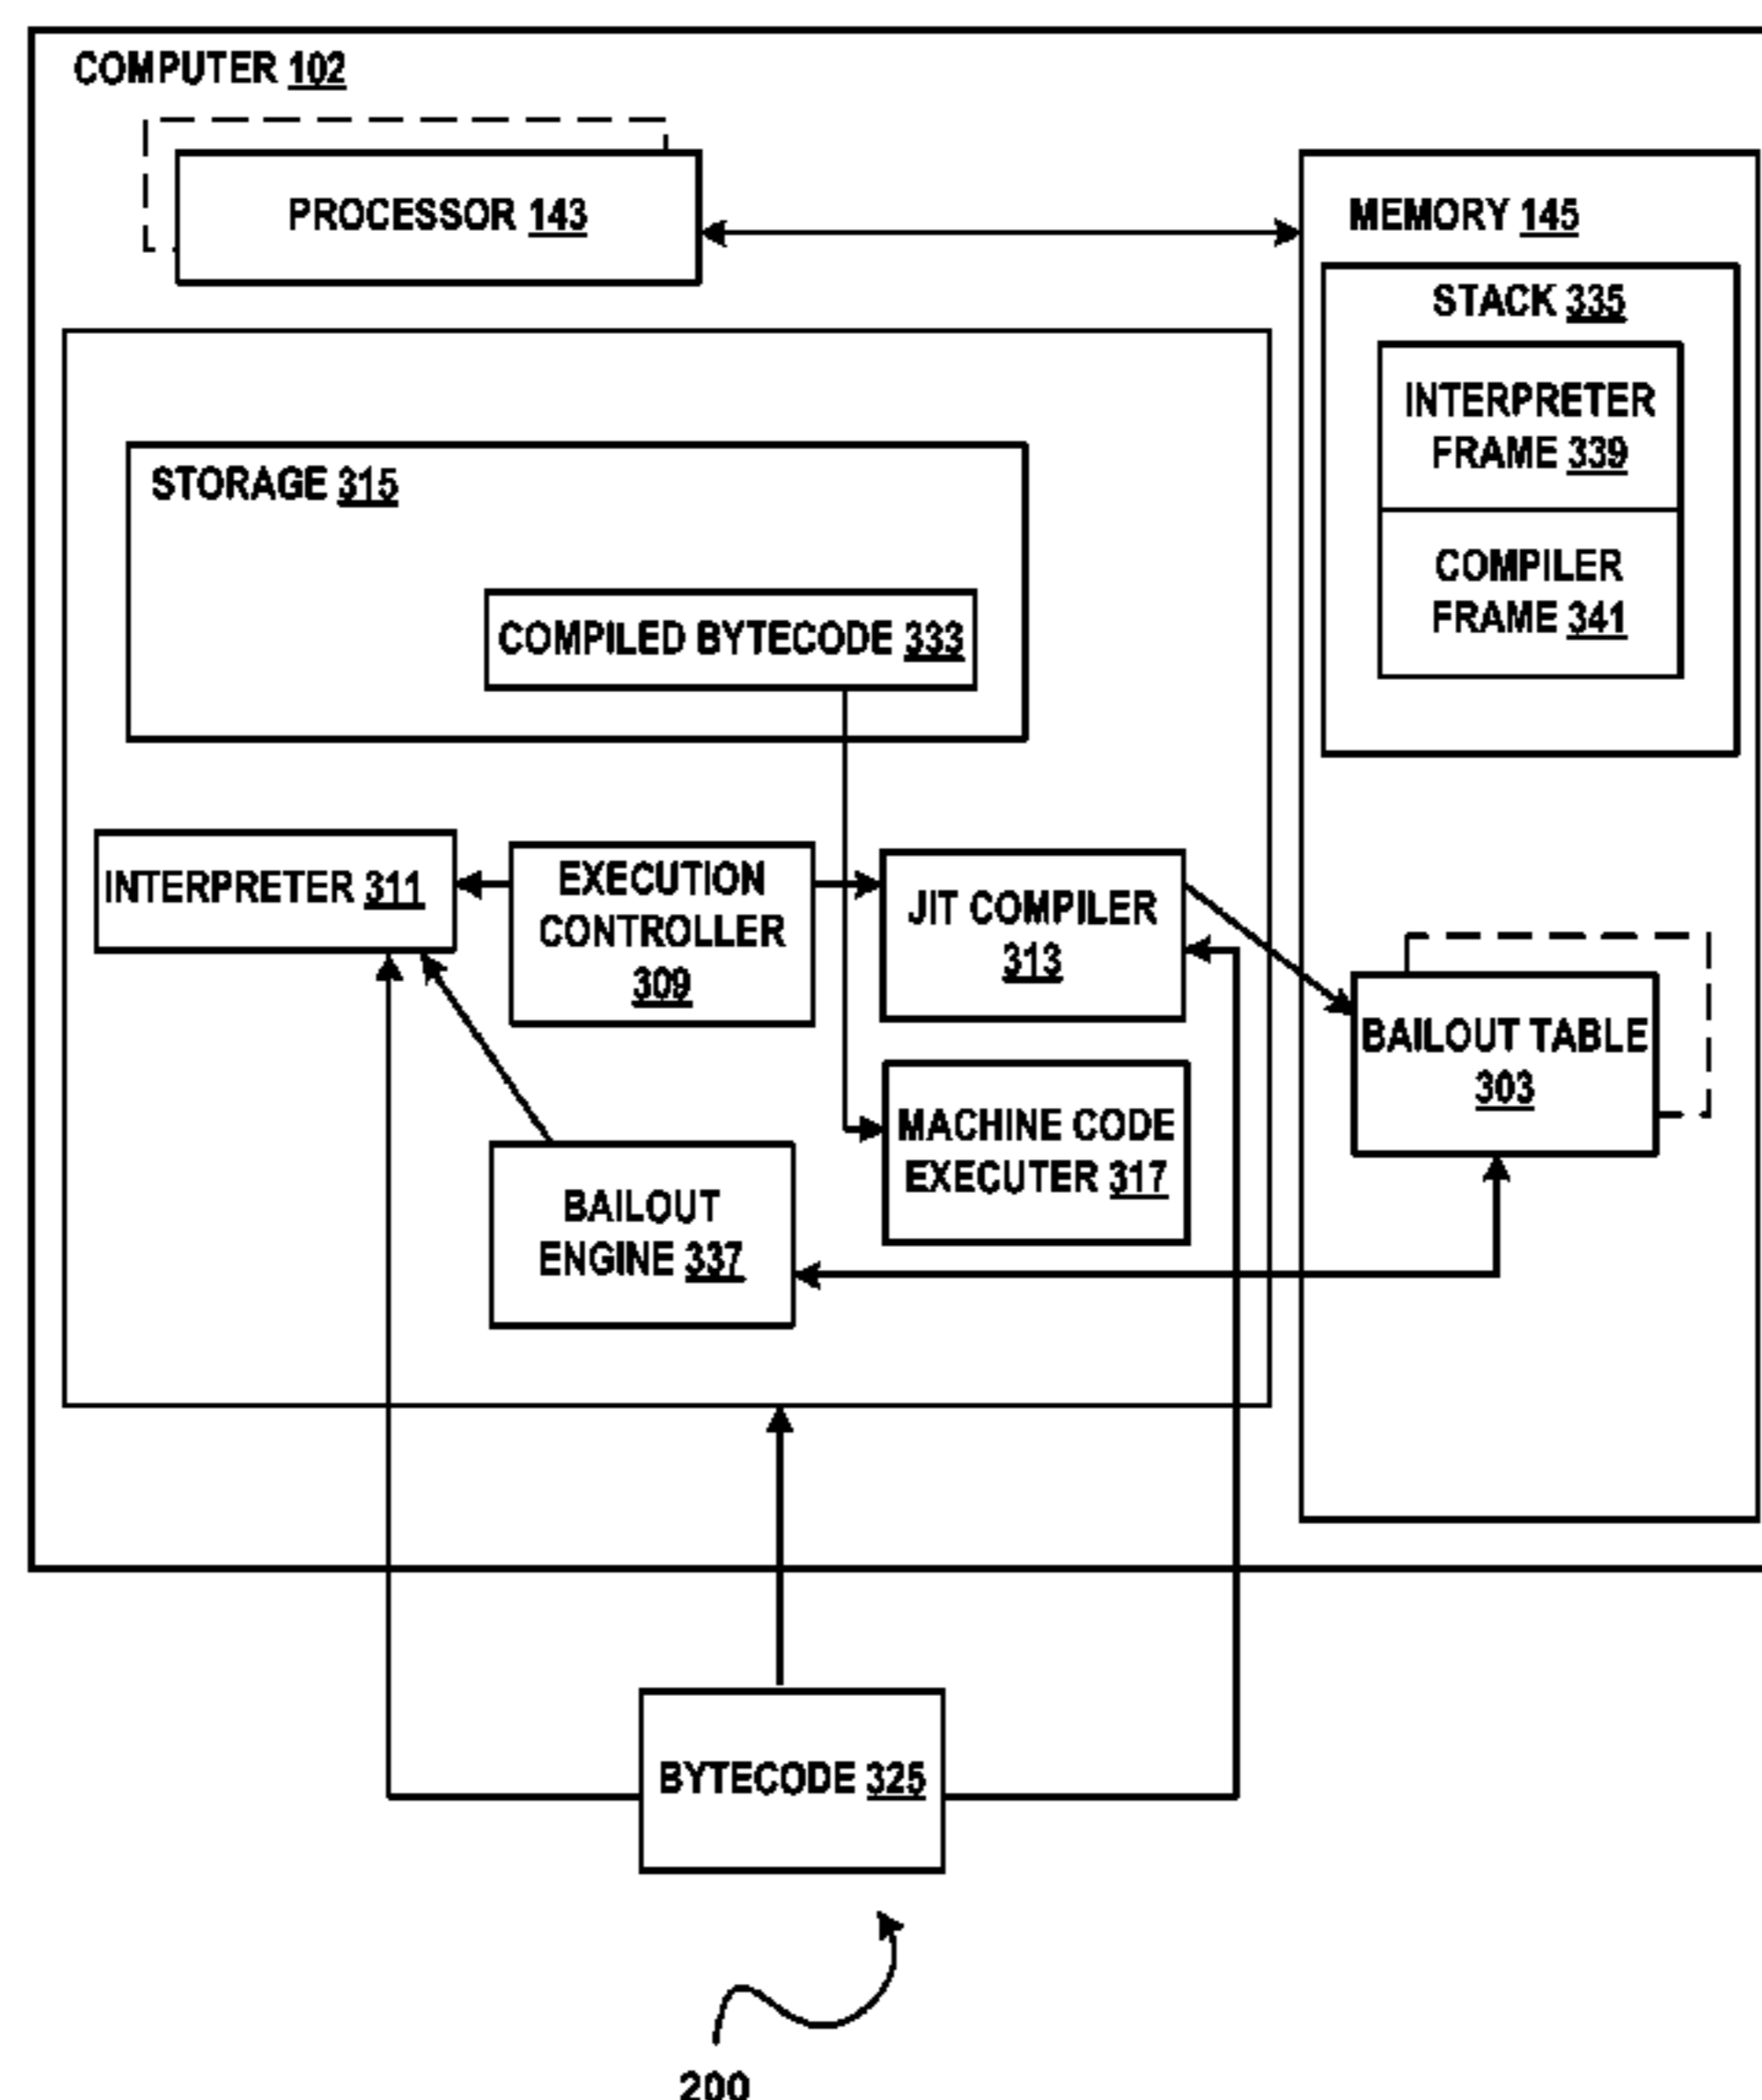 COMPUTER 102
PROCESSOR 143
MEMORY 145
STACK 335
INTERPRETER
FRAME 339
COMPILER
FRAME 341
STORAGE 315
COMPILED BYTECODE 333
INTERPRETER 311
EXECUTION
CONTROLLER
309
JIT COMPILER
313
BAILOUT TABLE
303
MACHINE CODE
EXECUTER 317
BAILOUT
ENGINE 337
BYTECODE 325
200